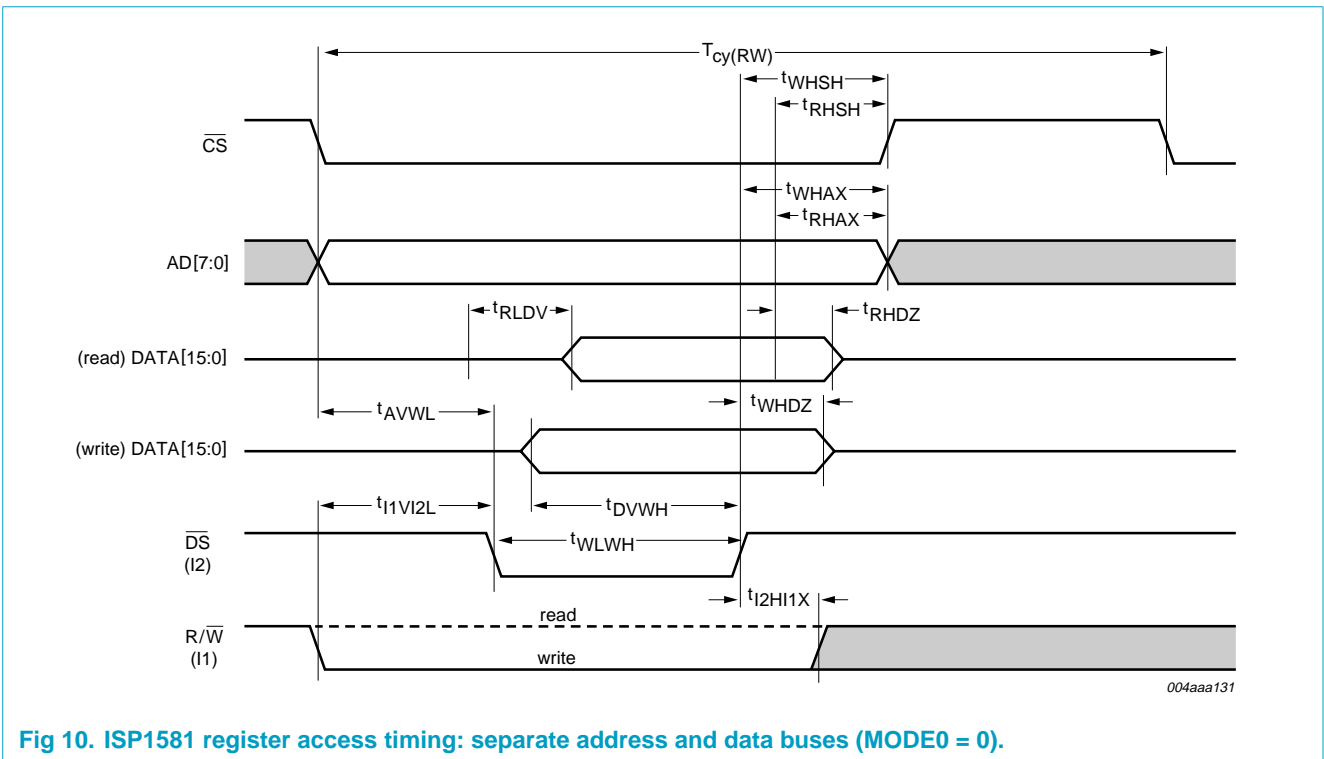 Tcy(RW)
tWHSH
tRHSH
CS
tWHAX
tRHAX
AD[7:0]
tRLDV
tRHDZ
(read) DATA[15:0]
tAVWL
tWHDZ
(write) DATA[15:0]
tI1VI2L
tDVWH
DS
(I2)
tWLWH
tI2HI1X
read
R/W
(I1)
write
004aaa131
Fig 10. ISP1581 register access timing: separate address and data buses (MODE0 = 0).